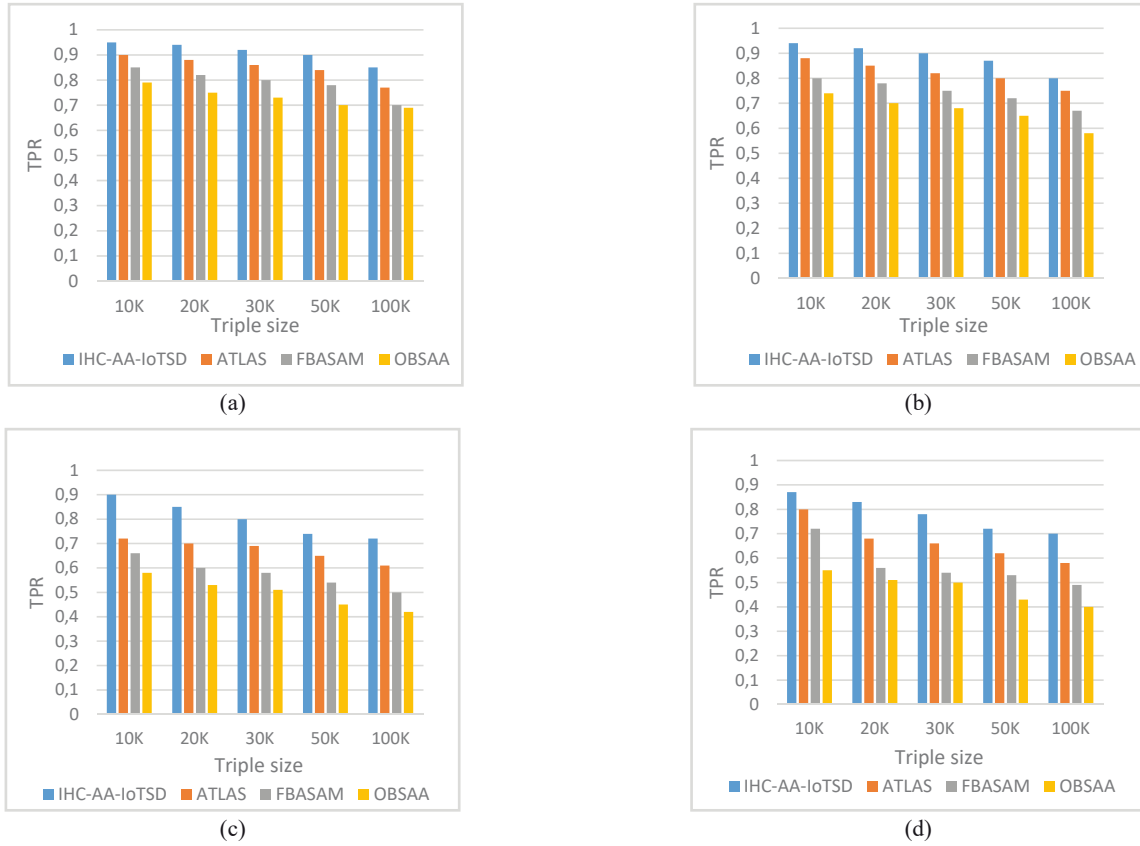 1
0,9
0,8
0,7
0,6
0,5
0,4
0,3
0,2
0,1
0
TPR
10K 20K 30K 50K 100K
Triple size
IHC-AA-IoTSD ATLAS FBASAM OBSAA
(a)
1
0,9
0,8
0,7
0,6
0,5
0,4
0,3
0,2
0,1
0
TPR
10K 20K 30K 50K 100K
Triple size
IHC-AA-IoTSD ATLAS FBASAM OBSAA
(b)
1
0,9
0,8
0,7
0,6
0,5
0,4
0,3
0,2
0,1
0
TPR
10K 20K 30K 50K 100K
Triple size
IHC-AA-IoTSD ATLAS FBASAM OBSAA
(c)
1
0,9
0,8
0,7
0,6
0,5
0,4
0,3
0,2
0,1
0
TPR
10K 20K 30K 50K 100K
Triple size
IHC-AA-IoTSD ATLAS FBASAM OBSAA
(d)